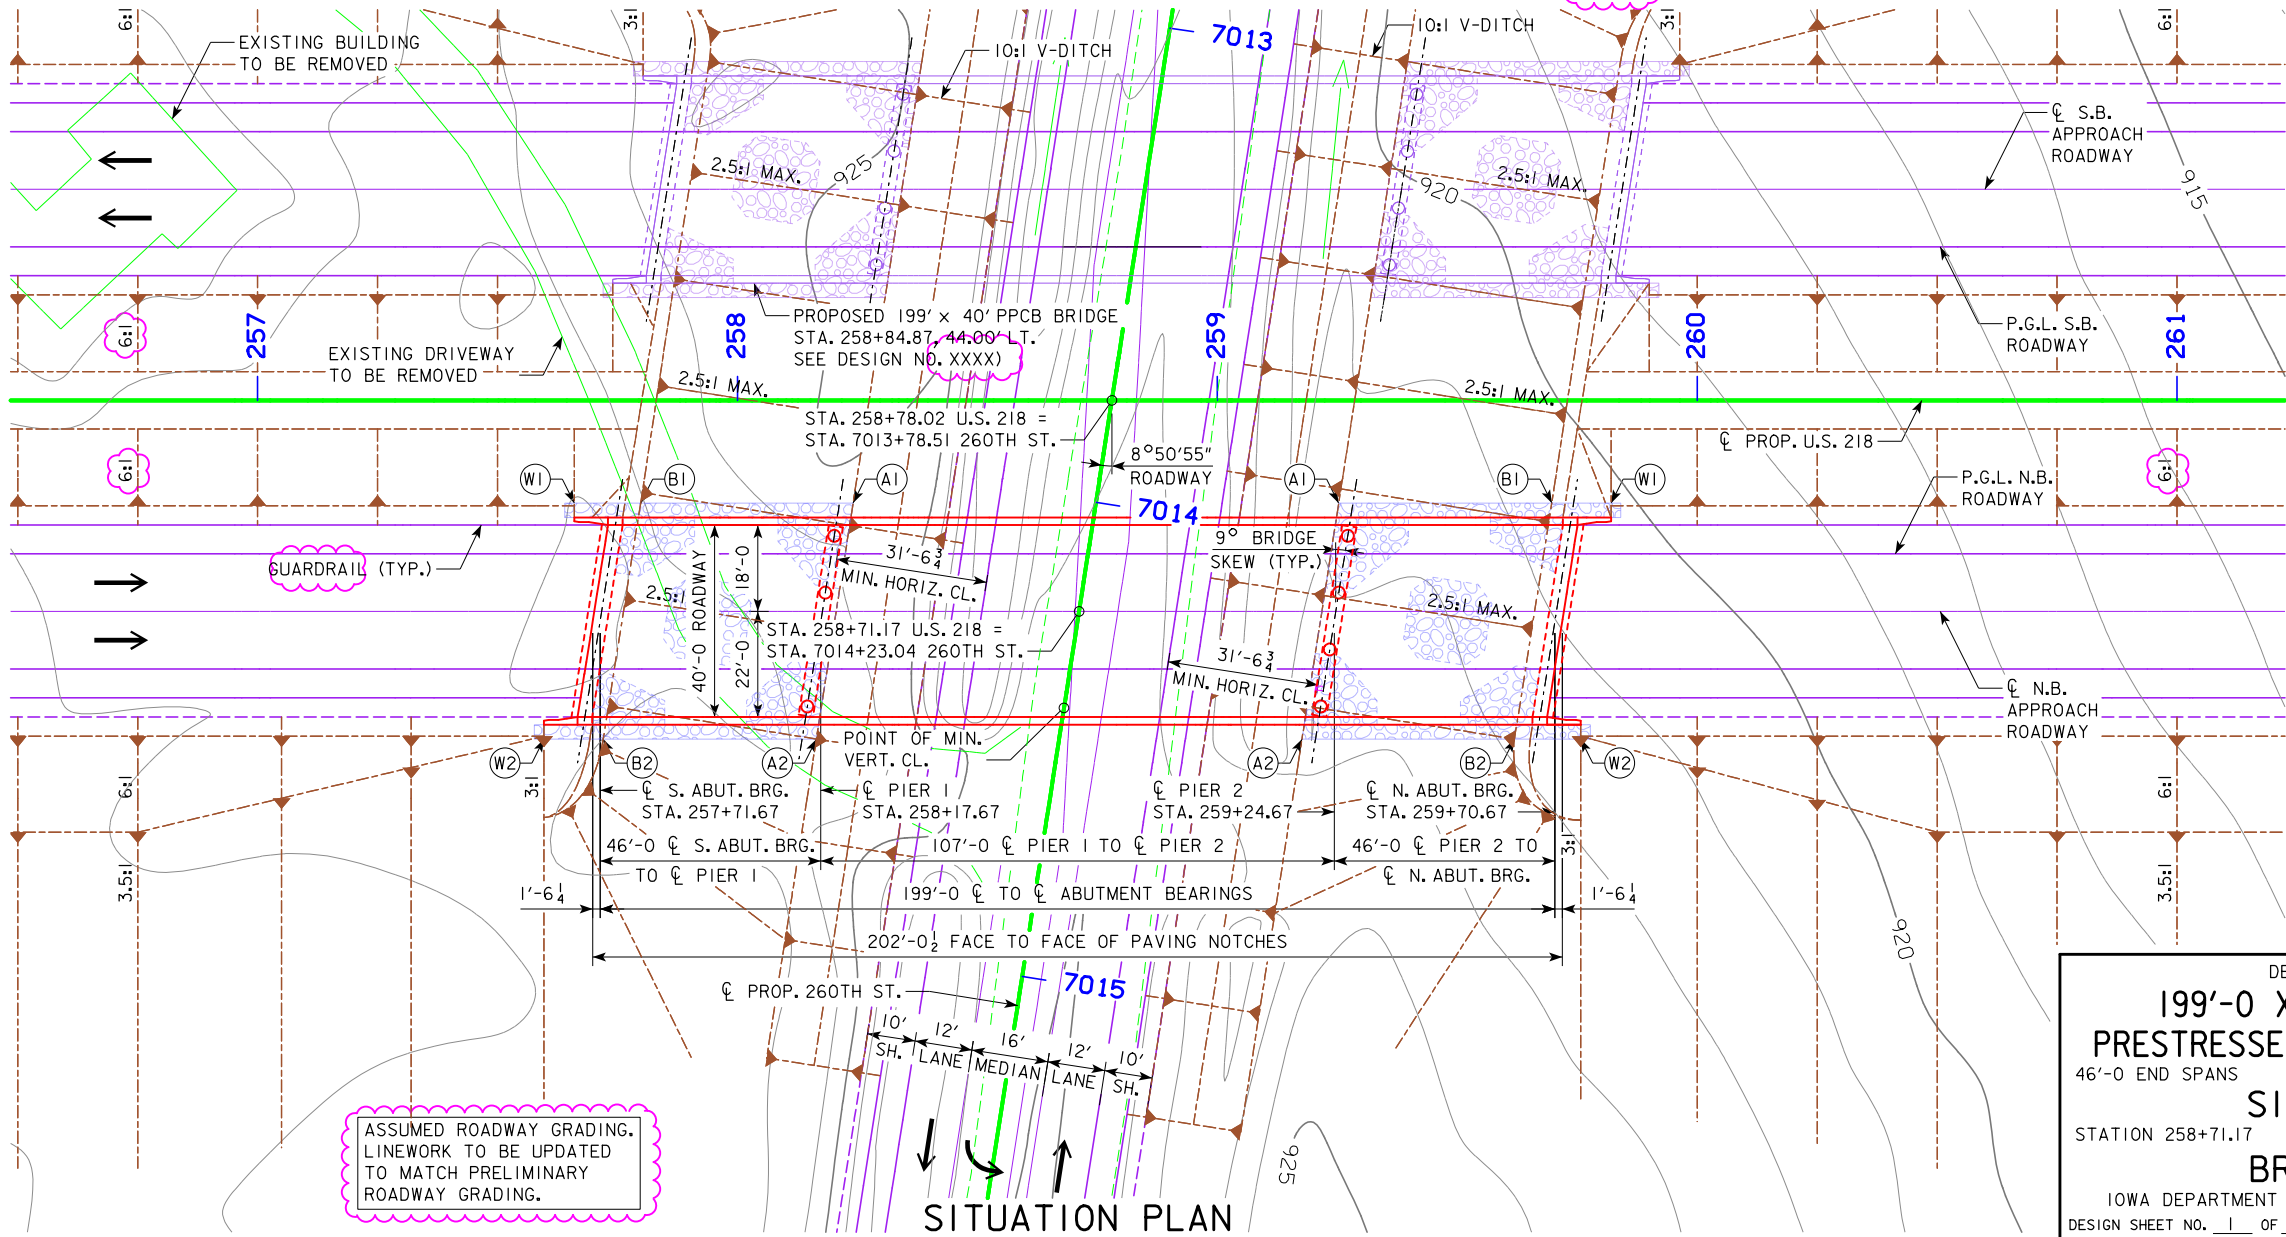 6:1
3:1
3:1
6:1
EXISTING BUILDING
TO BE REMOVED
10:1 V-DITCH
7013
10:1 V-DITCH
℄ S.B.
APPROACH
ROADWAY
2.5:1 MAX.
925
920
2.5:1 MAX.
915
PROPOSED 199' x 40' PPCB BRIDGE
STA. 258+84.87, 44.00' LT.
SEE DESIGN NO. XXXX)
6:1
257
258
259
260
261
P.G.L. S.B.
ROADWAY
EXISTING DRIVEWAY
TO BE REMOVED
2.5:1 MAX.
2.5:1 MAX.
STA. 258+78.02 U.S. 218 =
STA. 7013+78.51 260TH ST.
8°50'55"
ROADWAY
℄ PROP. U.S. 218
6:1
W1
B1
A1
A1
B1
W1
P.G.L. N.B.
ROADWAY
6:1
7014
GUARDRAIL (TYP.)
40'-0 ROADWAY
18'-0
22'-0
31'-6 3/4
MIN. HORIZ. CL.
9° BRIDGE
SKEW (TYP.)
2.5:1
2.5:1 MAX.
STA. 258+71.17 U.S. 218 =
STA. 7014+23.04 260TH ST.
31'-6 3/4
MIN. HORIZ. CL.
℄ N.B.
APPROACH
ROADWAY
POINT OF MIN.
VERT. CL.
W2
B2
A2
A2
B2
W2
6:1
3:1
℄ S. ABUT. BRG.
STA. 257+71.67
℄ PIER 1
STA. 258+17.67
℄ PIER 2
STA. 259+24.67
℄ N. ABUT. BRG.
STA. 259+70.67
3:1
6:1
46'-0 ℄ S. ABUT. BRG.
TO ℄ PIER 1
107'-0 ℄ PIER 1 TO ℄ PIER 2
46'-0 ℄ PIER 2 TO
℄ N. ABUT. BRG.
3.5:1
1'-6 1/4
199'-0 ℄ TO ℄ ABUTMENT BEARINGS
1'-6 1/4
3.5:1
202'-0 1/2 FACE TO FACE OF PAVING NOTCHES
920
℄ PROP. 260TH ST.
7015
10'
SH.
12'
LANE
16'
MEDIAN
12'
LANE
10'
SH.
925
ASSUMED ROADWAY GRADING.
LINEWORK TO BE UPDATED
TO MATCH PRELIMINARY
ROADWAY GRADING.
SITUATION PLAN
DE
199'-0 X
PRESTRESSE
46'-0 END SPANS
SI
STATION 258+71.17
BR
IOWA DEPARTMENT
DESIGN SHEET NO. 1 OF